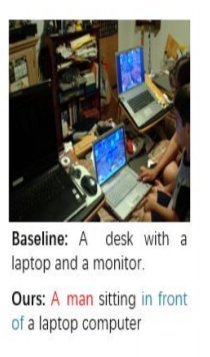 Baseline: A desk with a
laptop and a monitor.
Ours: A man sitting in front
of a laptop computer